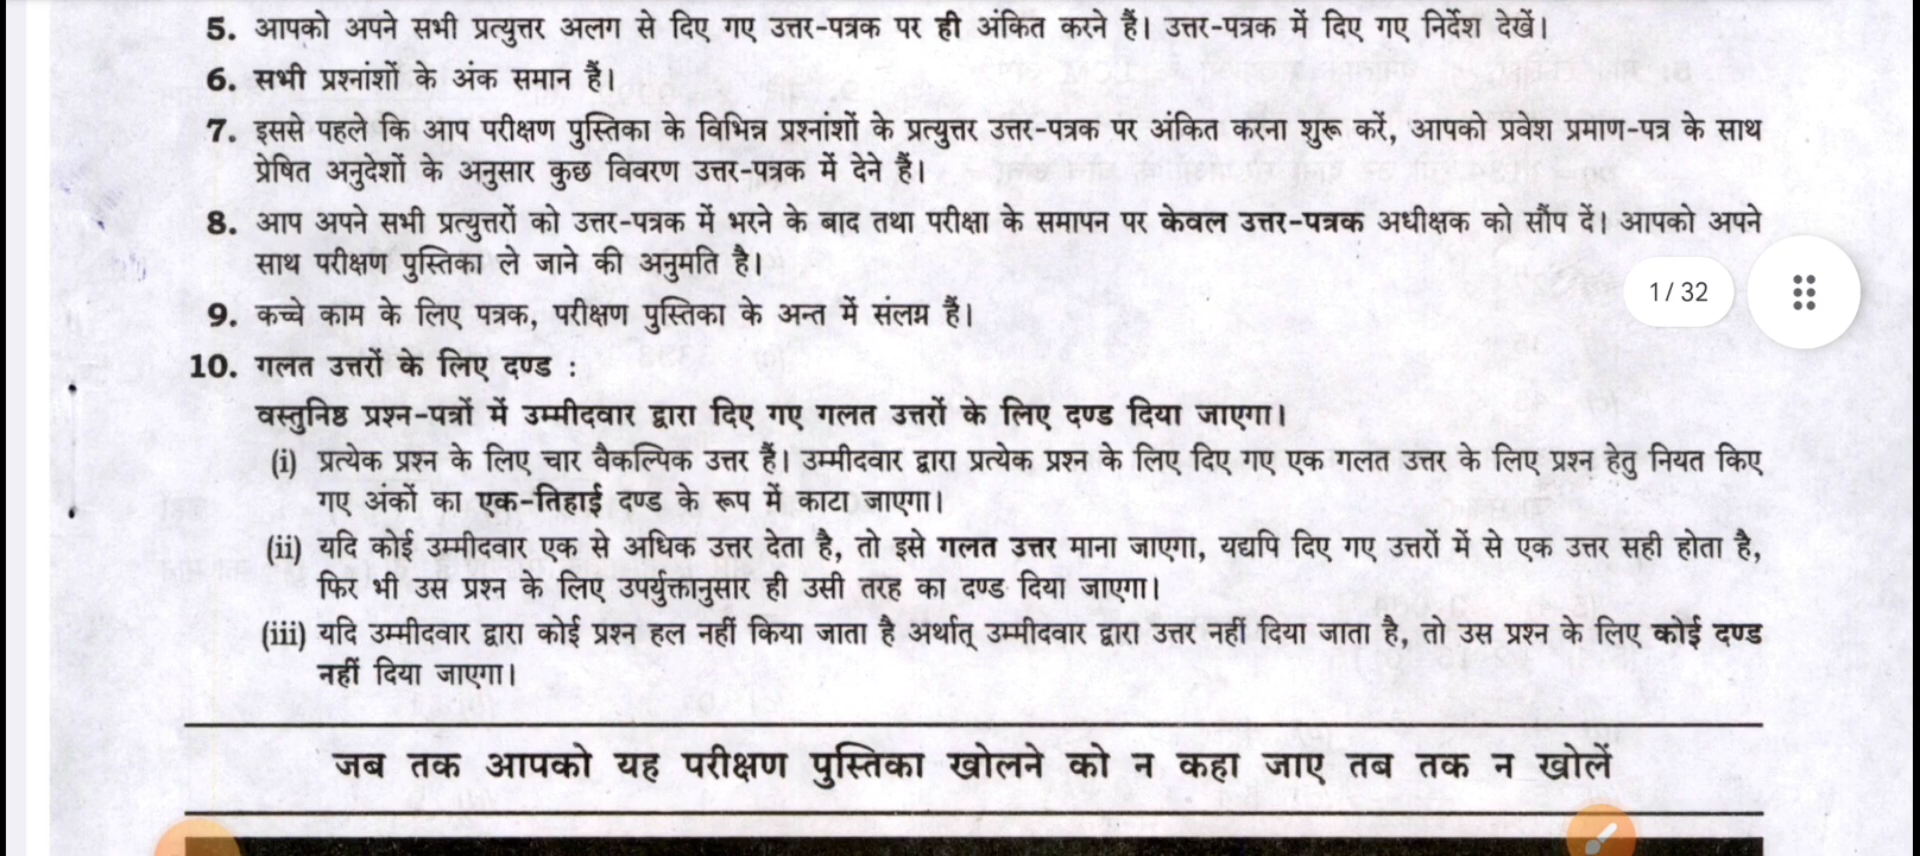 5. आपको अपने सभी प्रत्युत्तर अलग से दिए गए उत्तर-पत्रक पर ही अंकित करने हैं। उत्तर-पत्रक में दिए गए निर्देश देखें।
6. सभी प्रश्नांशों के अंक समान हैं।
7. इससे पहले कि आप परीक्षण पुस्तिका के विभिन्न प्रश्नांशों के प्रत्युत्तर उत्तर-पत्रक पर अंकित करना शुरू करें, आपको प्रवेश प्रमाण-पत्र के साथ
प्रेषित अनुदेशों के अनुसार कुछ विवरण उत्तर-पत्रक में देने हैं।
8. आप अपने सभी प्रत्युत्तरों को उत्तर-पत्रक में भरने के बाद तथा परीक्षा के समापन पर केवल उत्तर-पत्रक अधीक्षक को सौंप दें। आपको अपने
साथ परीक्षण पुस्तिका ले जाने की अनुमति है।
1 / 32
9. कच्चे काम के लिए पत्रक, परीक्षण पुस्तिका के अन्त में संलग्न हैं।
10. गलत उत्तरों के लिए दण्ड :
वस्तुनिष्ठ प्रश्न-पत्रों में उम्मीदवार द्वारा दिए गए गलत उत्तरों के लिए दण्ड दिया जाएगा।
(i) प्रत्येक प्रश्न के लिए चार वैकल्पिक उत्तर हैं। उम्मीदवार द्वारा प्रत्येक प्रश्न के लिए दिए गए एक गलत उत्तर के लिए प्रश्न हेतु नियत किए
गए अंकों का एक-तिहाई दण्ड के रूप में काटा जाएगा।
(ii) यदि कोई उम्मीदवार एक से अधिक उत्तर देता है, तो इसे गलत उत्तर माना जाएगा, यद्यपि दिए गए उत्तरों में से एक उत्तर सही होता है,
फिर भी उस प्रश्न के लिए उपर्युक्तानुसार ही उसी तरह का दण्ड दिया जाएगा।
(iii) यदि उम्मीदवार द्वारा कोई प्रश्न हल नहीं किया जाता है अर्थात् उम्मीदवार द्वारा उत्तर नहीं दिया जाता है, तो उस प्रश्न के लिए कोई दण्ड
नहीं दिया जाएगा।
जब तक आपको यह परीक्षण पुस्तिका खोलने को न कहा जाए तब तक न खोलें